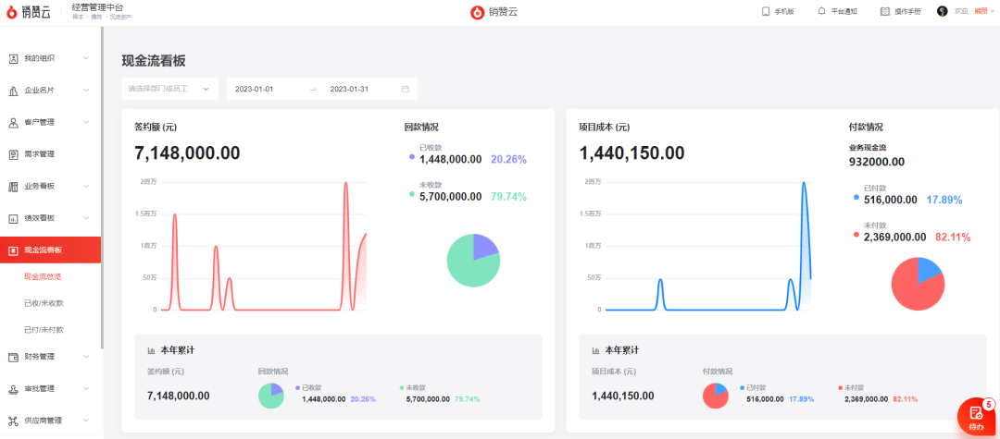 销赞云
经营管理中台
降本 · 提效 · 沉淀资产
销赞云
手机版
平台通知
操作手册
欢迎
熊丽
我的组织
企业名片
客户管理
需求管理
业务看板
绩效看板
现金流看板
现金流总览
已收/未收款
已付/未付款
财务管理
审批管理
供应商管理
现金流看板
请选择部门或员工
2023-01-01
2023-01-31
签约额 (元)
7,148,000.00
2百万
1.5百万
1百万
50万
0
回款情况
已收款
1,448,000.00 20.26%
未收款
5,700,000.00 79.74%
本年累计
签约额 (元)
7,148,000.00
回款情况
已收款
1,448,000.00 20.26%
未收款
5,700,000.00 79.74%
项目成本 (元)
1,440,150.00
2百万
1.5百万
1百万
50万
0
付款情况
业务现金流
932000.00
已付款
516,000.00 17.89%
未付款
2,369,000.00 82.11%
本年累计
项目成本 (元)
1,440,150.00
付款情况
已付款
516,000.00 17.89%
未付款
2,369,000.00 82.11%
5
待办